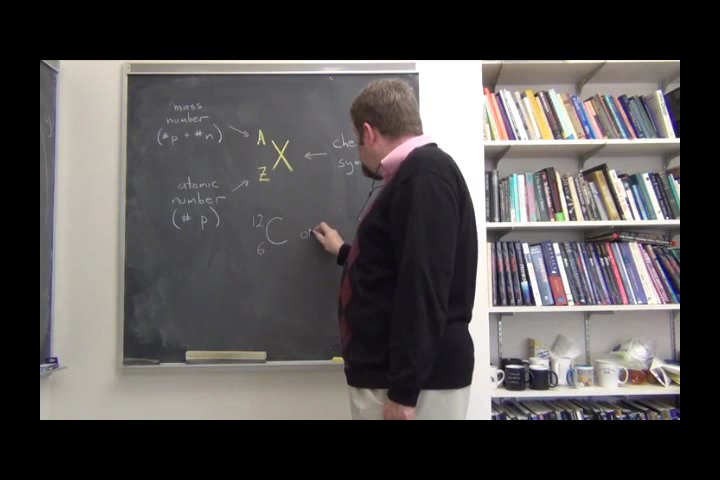 mass
number
(# p + # n)
A
X
Z
atomic
number
(# p)
12
C
6